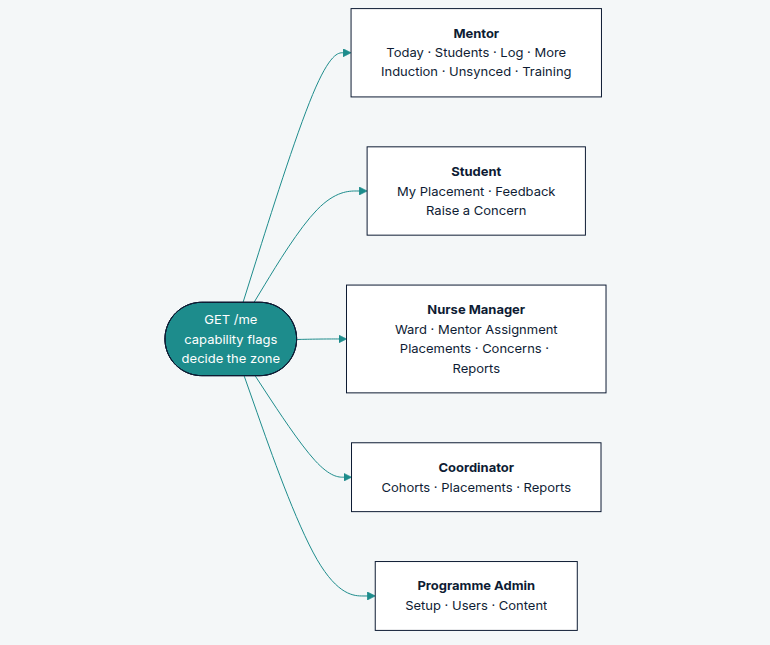 Mentor
Today · Students · Log · More
Induction · Unsynced · Training
Student
My Placement · Feedback
Raise a Concern
GET /me
capability flags
decide the zone
Nurse Manager
Ward · Mentor Assignment
Placements · Concerns ·
Reports
Coordinator
Cohorts · Placements · Reports
Programme Admin
Setup · Users · Content